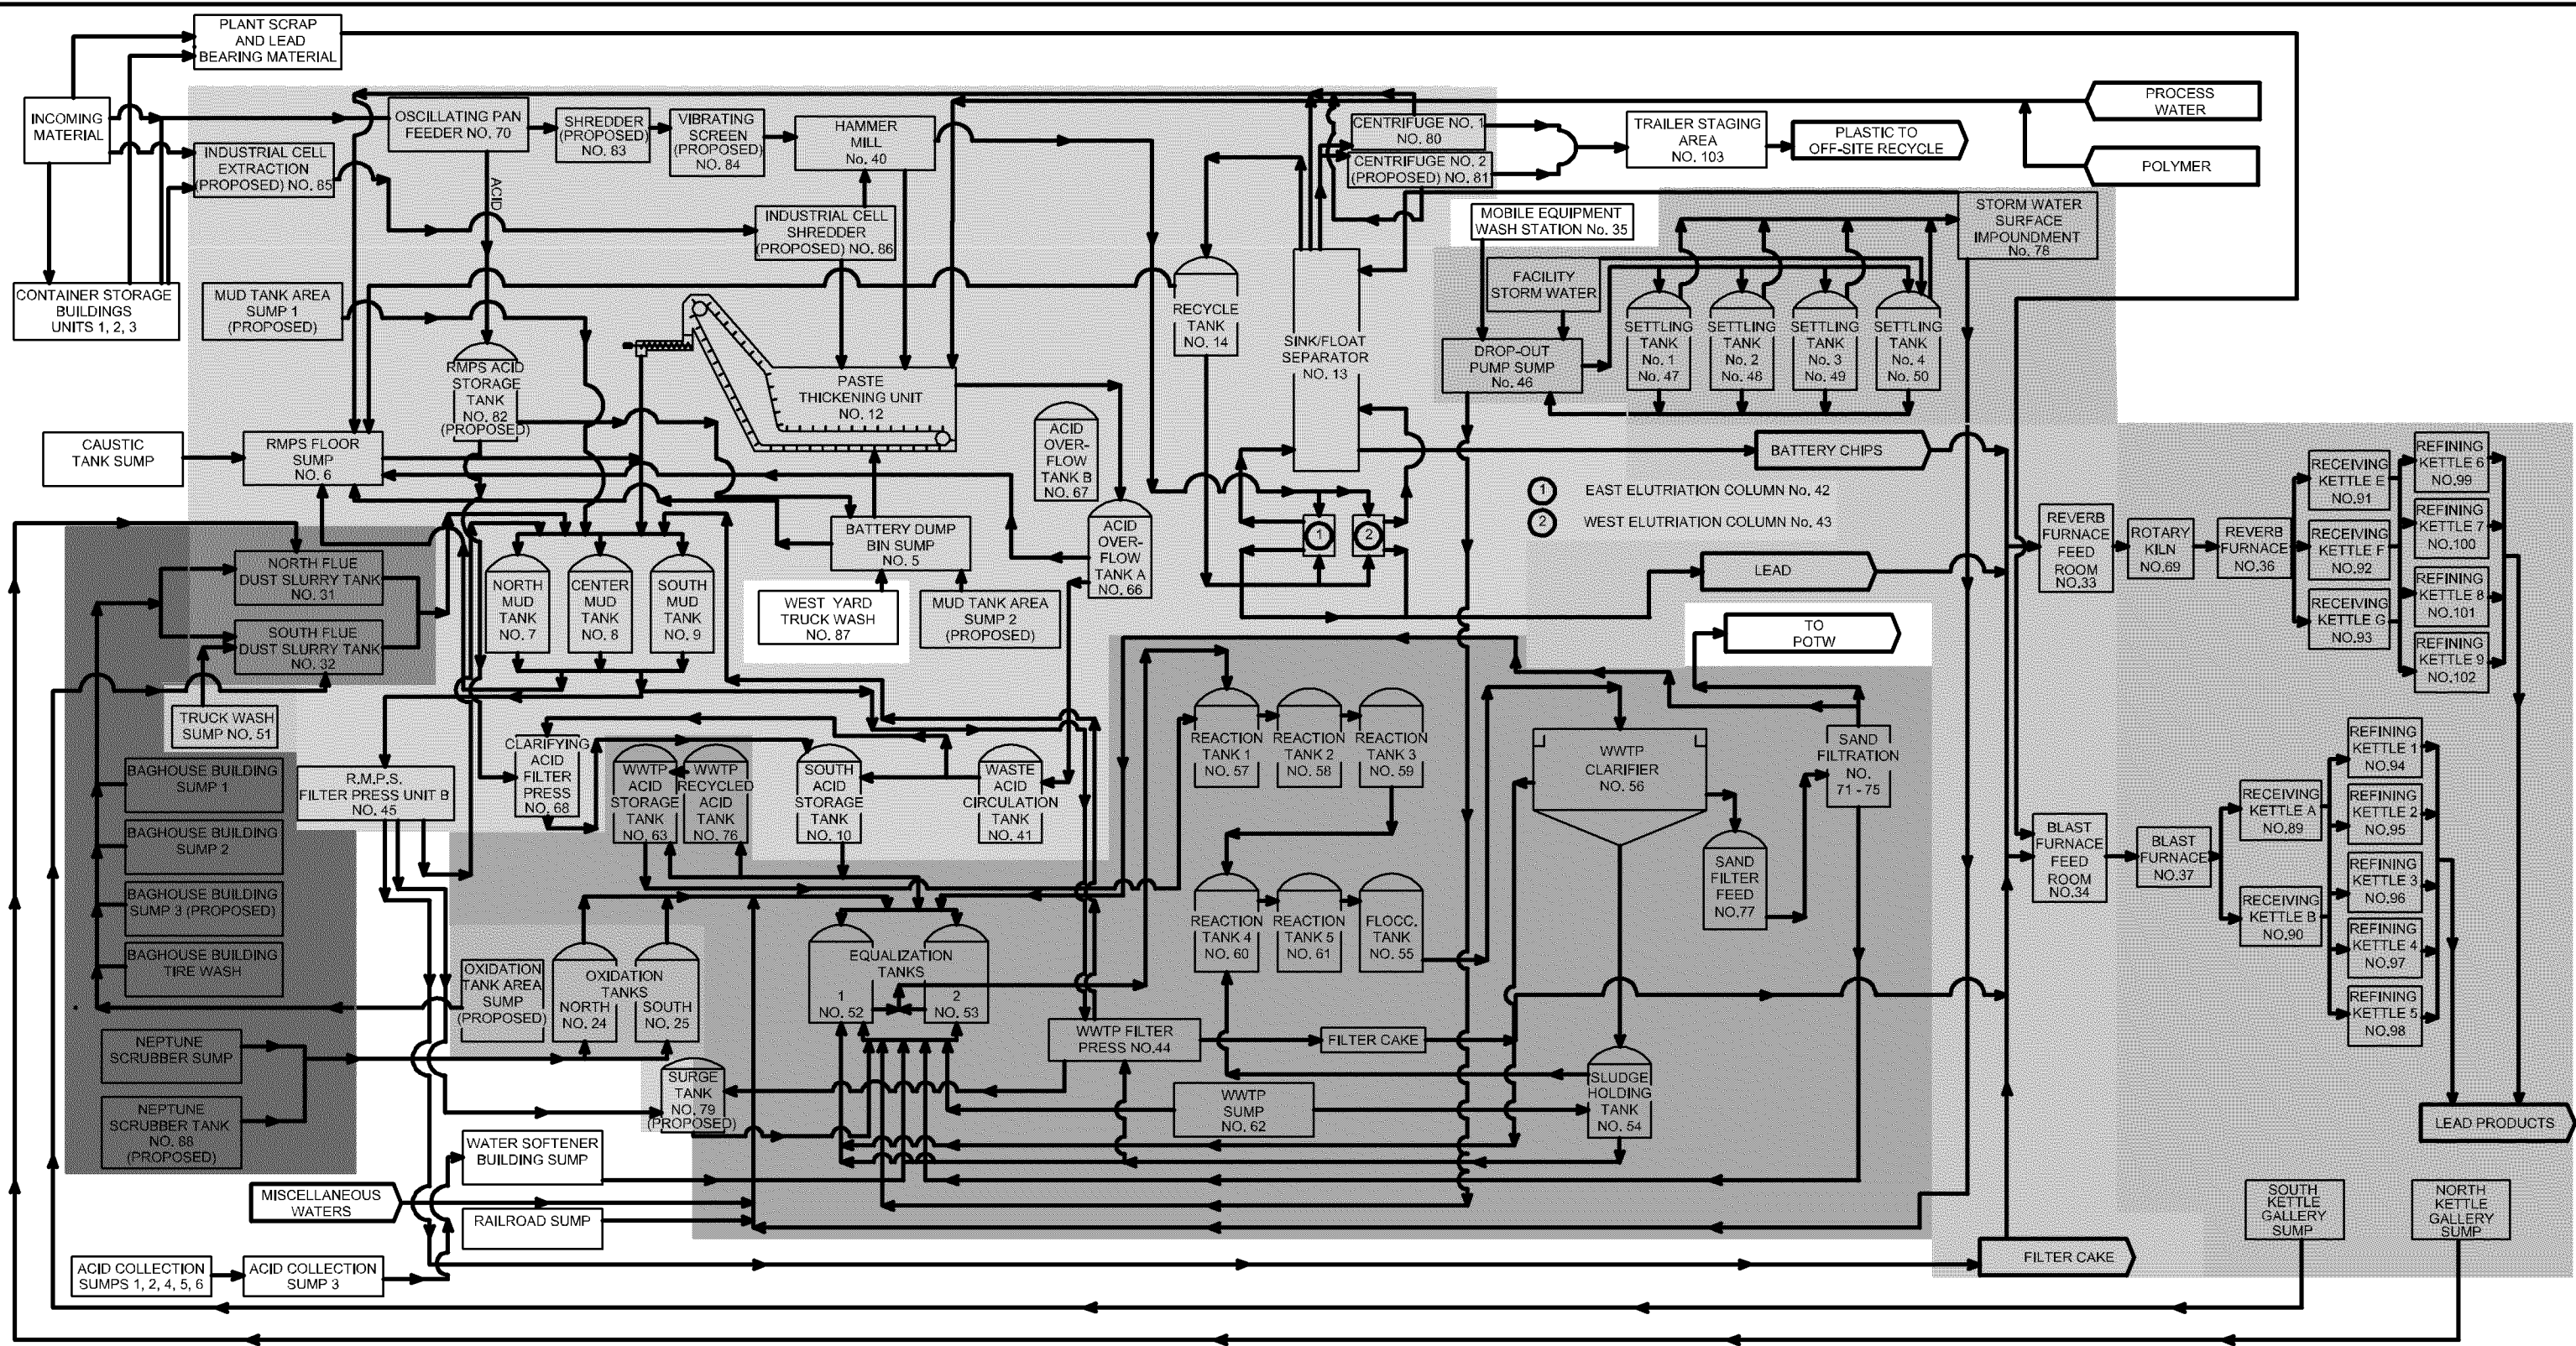 PLANT SCRAP
AND LEAD
BEARING MATERIAL
INCOMING
MATERIAL
OSCILLATING PAN
FEEDER NO. 70
SHREDDER
(PROPOSED)
NO. 83
VIBRATING
SCREEN
(PROPOSED)
NO. 84
HAMMER
MILL
No. 40
CENTRIFUGE NO. 1
NO. 80
CENTRIFUGE NO. 2
(PROPOSED) NO. 81
TRAILER STAGING
AREA
NO. 103
PLASTIC TO
OFF-SITE RECYCLE
PROCESS
WATER
POLYMER
INDUSTRIAL CELL
EXTRACTION
(PROPOSED) NO. 85
ACID
INDUSTRIAL CELL
SHREDDER
(PROPOSED) NO. 86
MOBILE EQUIPMENT
WASH STATION No. 35
STORM WATER
SURFACE
IMPOUNDMENT
No. 78
CONTAINER STORAGE
BUILDINGS
UNITS 1, 2, 3
MUD TANK AREA
SUMP 1
(PROPOSED)
RECYCLE
TANK
NO. 14
SINK/FLOAT
SEPARATOR
NO. 13
FACILITY
STORM WATER
DROP-OUT
PUMP SUMP
No. 46
SETTLING
TANK
No. 1
No. 47
SETTLING
TANK
No. 2
No. 48
SETTLING
TANK
No. 3
No. 49
SETTLING
TANK
No. 4
No. 50
RMPS ACID
STORAGE
TANK
NO. 82
(PROPOSED)
PASTE
THICKENING UNIT
NO. 12
CAUSTIC
TANK SUMP
RMPS FLOOR
SUMP
NO. 6
ACID
OVER-
FLOW
TANK B
NO. 67
BATTERY CHIPS
1
EAST ELUTRIATION COLUMN No. 42
2
WEST ELUTRIATION COLUMN No. 43
BATTERY DUMP
BIN SUMP
NO. 5
ACID
OVER-
FLOW
TANK A
NO. 66
1
2
LEAD
REVERB
FURNACE
FEED
ROOM
NO.33
ROTARY
KILN
NO.69
REVERB
FURNACE
NO.36
RECEIVING
KETTLE E
NO.91
RECEIVING
KETTLE F
NO.92
RECEIVING
KETTLE G
NO.93
REFINING
KETTLE 6
NO.99
REFINING
KETTLE 7
NO.100
REFINING
KETTLE 8
NO.101
REFINING
KETTLE 9
NO.102
NORTH FLUE
DUST SLURRY TANK
NO. 31
SOUTH FLUE
DUST SLURRY TANK
NO. 32
NORTH
MUD
TANK
NO. 7
CENTER
MUD
TANK
NO. 8
SOUTH
MUD
TANK
NO. 9
WEST YARD
TRUCK WASH
NO. 87
MUD TANK AREA
SUMP 2
(PROPOSED)
TO
POTW
TRUCK WASH
SUMP NO. 51
CLARIFYING
ACID
FILTER
PRESS
NO. 68
WWTP
ACID
STORAGE
TANK
NO. 63
WWTP
RECYCLED
ACID
TANK
NO. 76
SOUTH
ACID
STORAGE
TANK
NO. 10
WASTE
ACID
CIRCULATION
TANK
NO. 41
REACTION
TANK 1
NO. 57
REACTION
TANK 2
NO. 58
REACTION
TANK 3
NO. 59
WWTP
CLARIFIER
NO. 56
SAND
FILTRATION
NO.
71 - 75
BAGHOUSE BUILDING
SUMP 1
R.M.P.S.
FILTER PRESS UNIT B
NO. 45
BAGHOUSE BUILDING
SUMP 2
BAGHOUSE BUILDING
SUMP 3 (PROPOSED)
BAGHOUSE BUILDING
TIRE WASH
REACTION
TANK 4
NO. 60
REACTION
TANK 5
NO. 61
FLOCC.
TANK
NO. 55
SAND
FILTER
FEED
NO.77
BLAST
FURNACE
FEED
ROOM
NO.34
BLAST
FURNACE
NO.37
RECEIVING
KETTLE A
NO.89
RECEIVING
KETTLE B
NO.90
REFINING
KETTLE 1
NO.94
REFINING
KETTLE 2
NO.95
REFINING
KETTLE 3
NO.96
REFINING
KETTLE 4
NO.97
REFINING
KETTLE 5
NO.98
OXIDATION
TANK AREA
SUMP
(PROPOSED)
OXIDATION
TANKS
NORTH
NO. 24
SOUTH
NO. 25
EQUALIZATION
TANKS
1
NO. 52
2
NO. 53
WWTP FILTER
PRESS NO.44
FILTER CAKE
NEPTUNE
SCRUBBER SUMP
NEPTUNE
SCRUBBER TANK
NO. 88
(PROPOSED)
SURGE
TANK
NO. 79
(PROPOSED)
WWTP
SUMP
NO. 62
SLUDGE
HOLDING
TANK
NO. 54
LEAD PRODUCTS
WATER SOFTENER
BUILDING SUMP
MISCELLANEOUS
WATERS
RAILROAD SUMP
SOUTH
KETTLE
GALLERY
SUMP
NORTH
KETTLE
GALLERY
SUMP
ACID COLLECTION
SUMPS 1, 2, 4, 5, 6
ACID COLLECTION
SUMP 3
FILTER CAKE